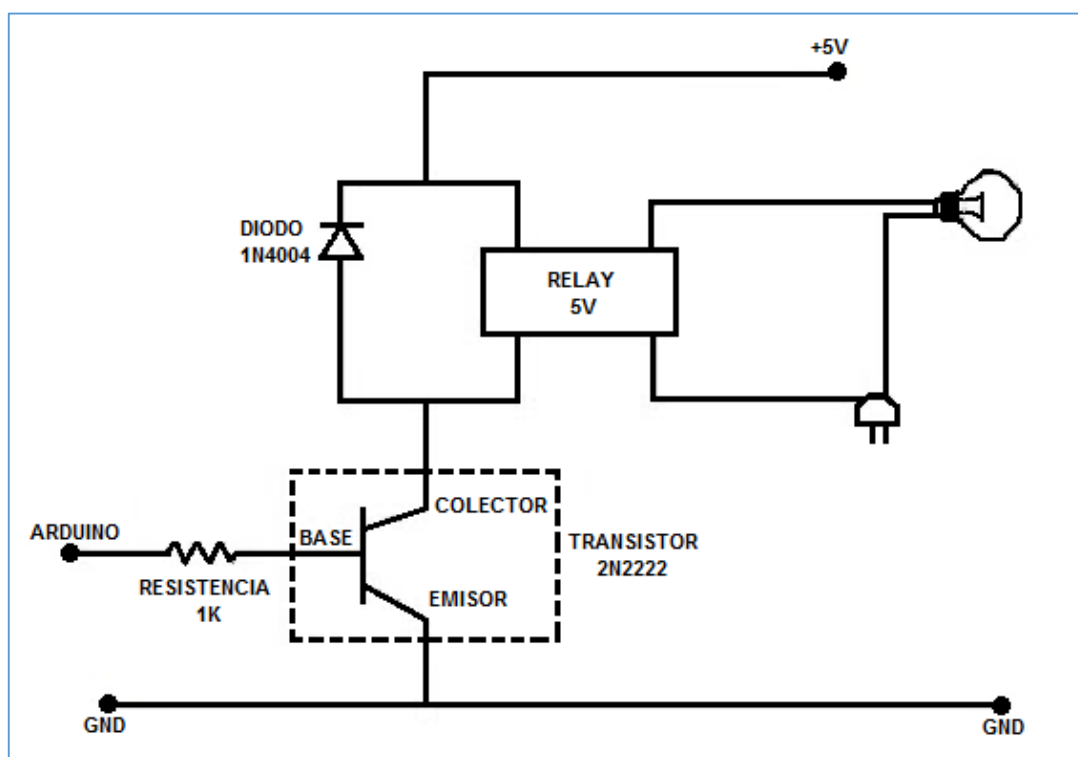 +5V
DIODO
1N4004
RELAY
5V
COLECTOR
ARDUINO
BASE
TRANSISTOR
2N2222
RESISTENCIA
1K
EMISOR
GND
GND